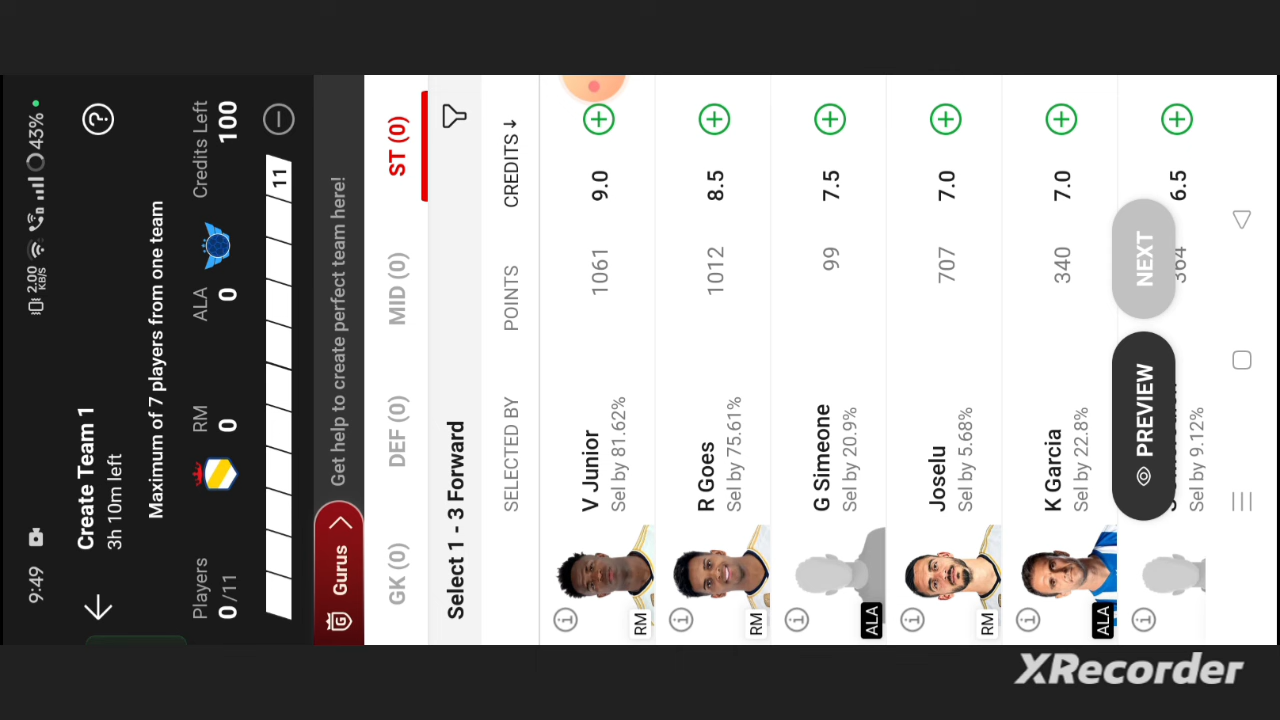 9:49
2.00 KB/S
43%
Create Team 1
3h 10m left
Maximum of 7 players from one team
Players
0/11
RM
0
ALA
0
Credits Left
100
11
Gurus
Get help to create perfect team here!
GK (0)
DEF (0)
MID (0)
ST (0)
Select 1 - 3 Forward
SELECTED BY
POINTS
CREDITS
RM
V Junior
Sel by 81.62%
1061
9.0
RM
R Goes
Sel by 75.61%
1012
8.5
ALA
G Simeone
Sel by 20.9%
99
7.5
RM
Joselu
Sel by 5.68%
707
7.0
ALA
K Garcia
Sel by 22.8%
340
7.0
Sel by 9.12%
364
6.5
PREVIEW
NEXT
XRecorder